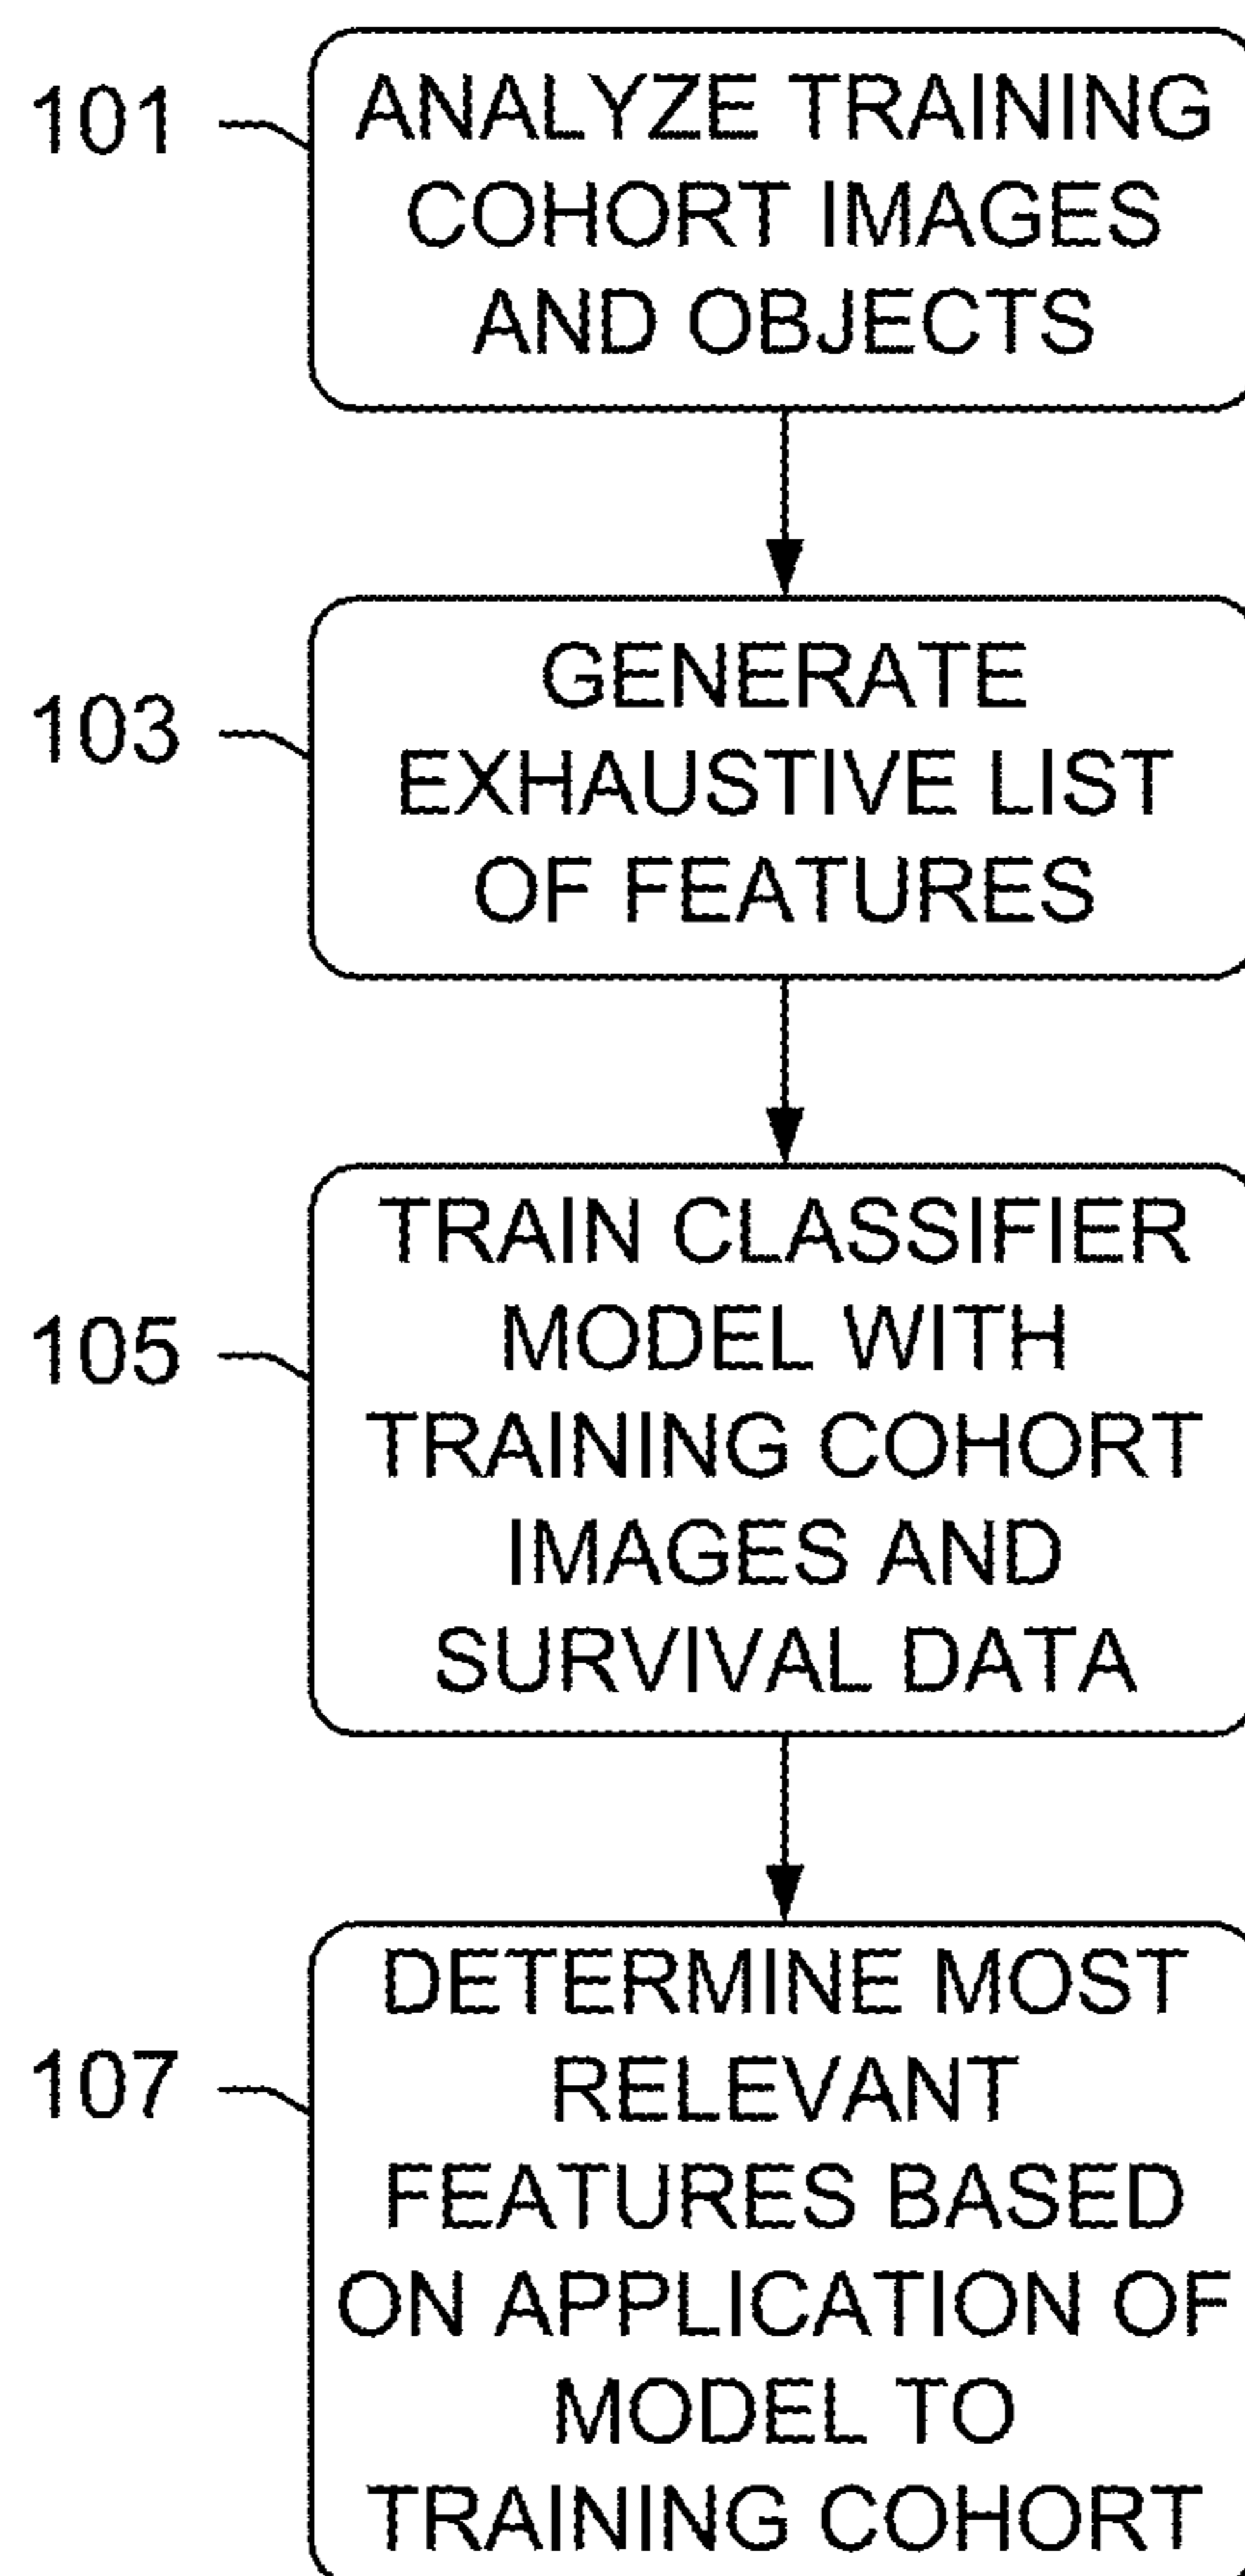 101
ANALYZE TRAINING
COHORT IMAGES
AND OBJECTS
103
GENERATE
EXHAUSTIVE LIST
OF FEATURES
105
TRAIN CLASSIFIER
MODEL WITH
TRAINING COHORT
IMAGES AND
SURVIVAL DATA
107
DETERMINE MOST
RELEVANT
FEATURES BASED
ON APPLICATION OF
MODEL TO
TRAINING COHORT